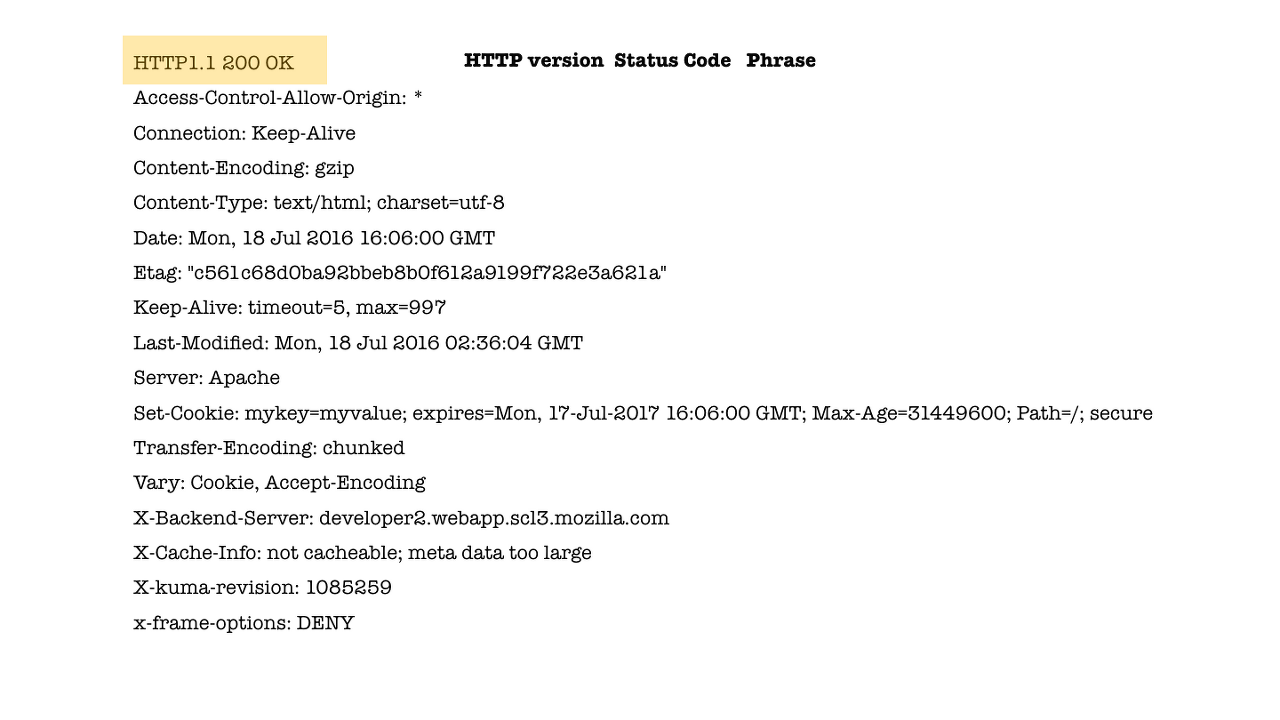 HTTP1.1 200 OK HTTP version Status Code Phrase
Access-Control-Allow-Origin: *
Connection: Keep-Alive
Content-Encoding: gzip
Content-Type: text/html; charset=utf-8
Date: Mon, 18 Jul 2016 16:06:00 GMT
Etag: "c561c68d0ba92bbeb8b0f612a9199f722e3a621a"
Keep-Alive: timeout=5, max=997
Last-Modified: Mon, 18 Jul 2016 02:36:04 GMT
Server: Apache
Set-Cookie: mykey=myvalue; expires=Mon, 17-Jul-2017 16:06:00 GMT; Max-Age=31449600; Path=/; secure
Transfer-Encoding: chunked
Vary: Cookie, Accept-Encoding
X-Backend-Server: developer2.webapp.scl3.mozilla.com
X-Cache-Info: not cacheable; meta data too large
X-kuma-revision: 1085259
x-frame-options: DENY